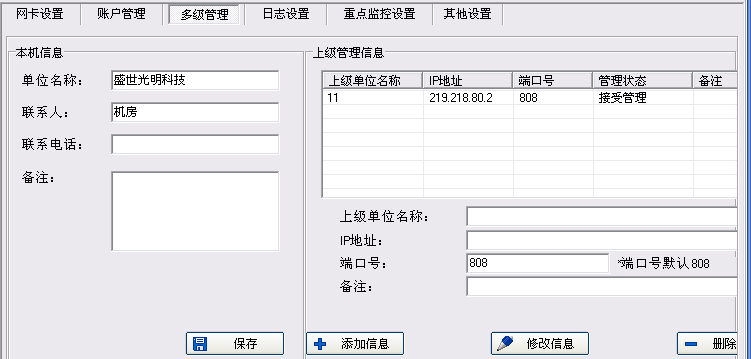 网卡设置 账户管理 多级管理 日志设置 重点监控设置 其他设置
本机信息
单位名称： 盛世光明科技
联系人： 机房
联系电话：
备注：
保存
上级管理信息
上级单位名称 IP地址 端口号 管理状态 备注
11 219.218.80.2 808 接受管理
上级单位名称：
IP地址：
端口号： 808 *端口号默认808
备注：
添加信息 修改信息 删除